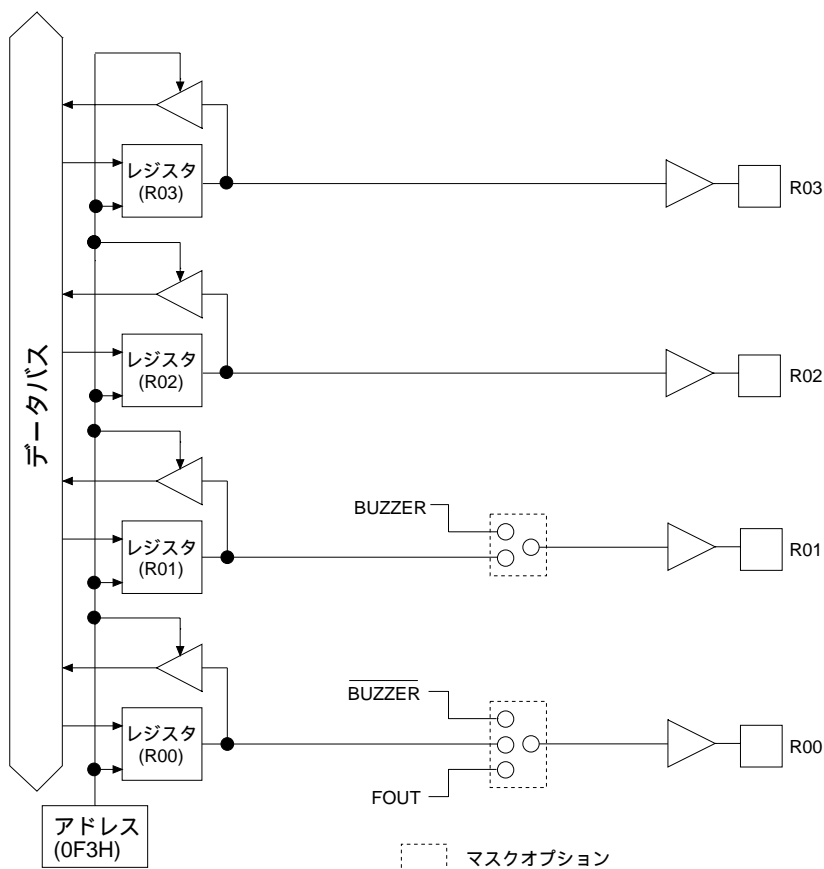 データバス
レジスタ
(R03)
R03
レジスタ
(R02)
R02
BUZZER
レジスタ
(R01)
R01
BUZZER
レジスタ
(R00)
R00
FOUT
アドレス
(0F3H)
マスクオプション